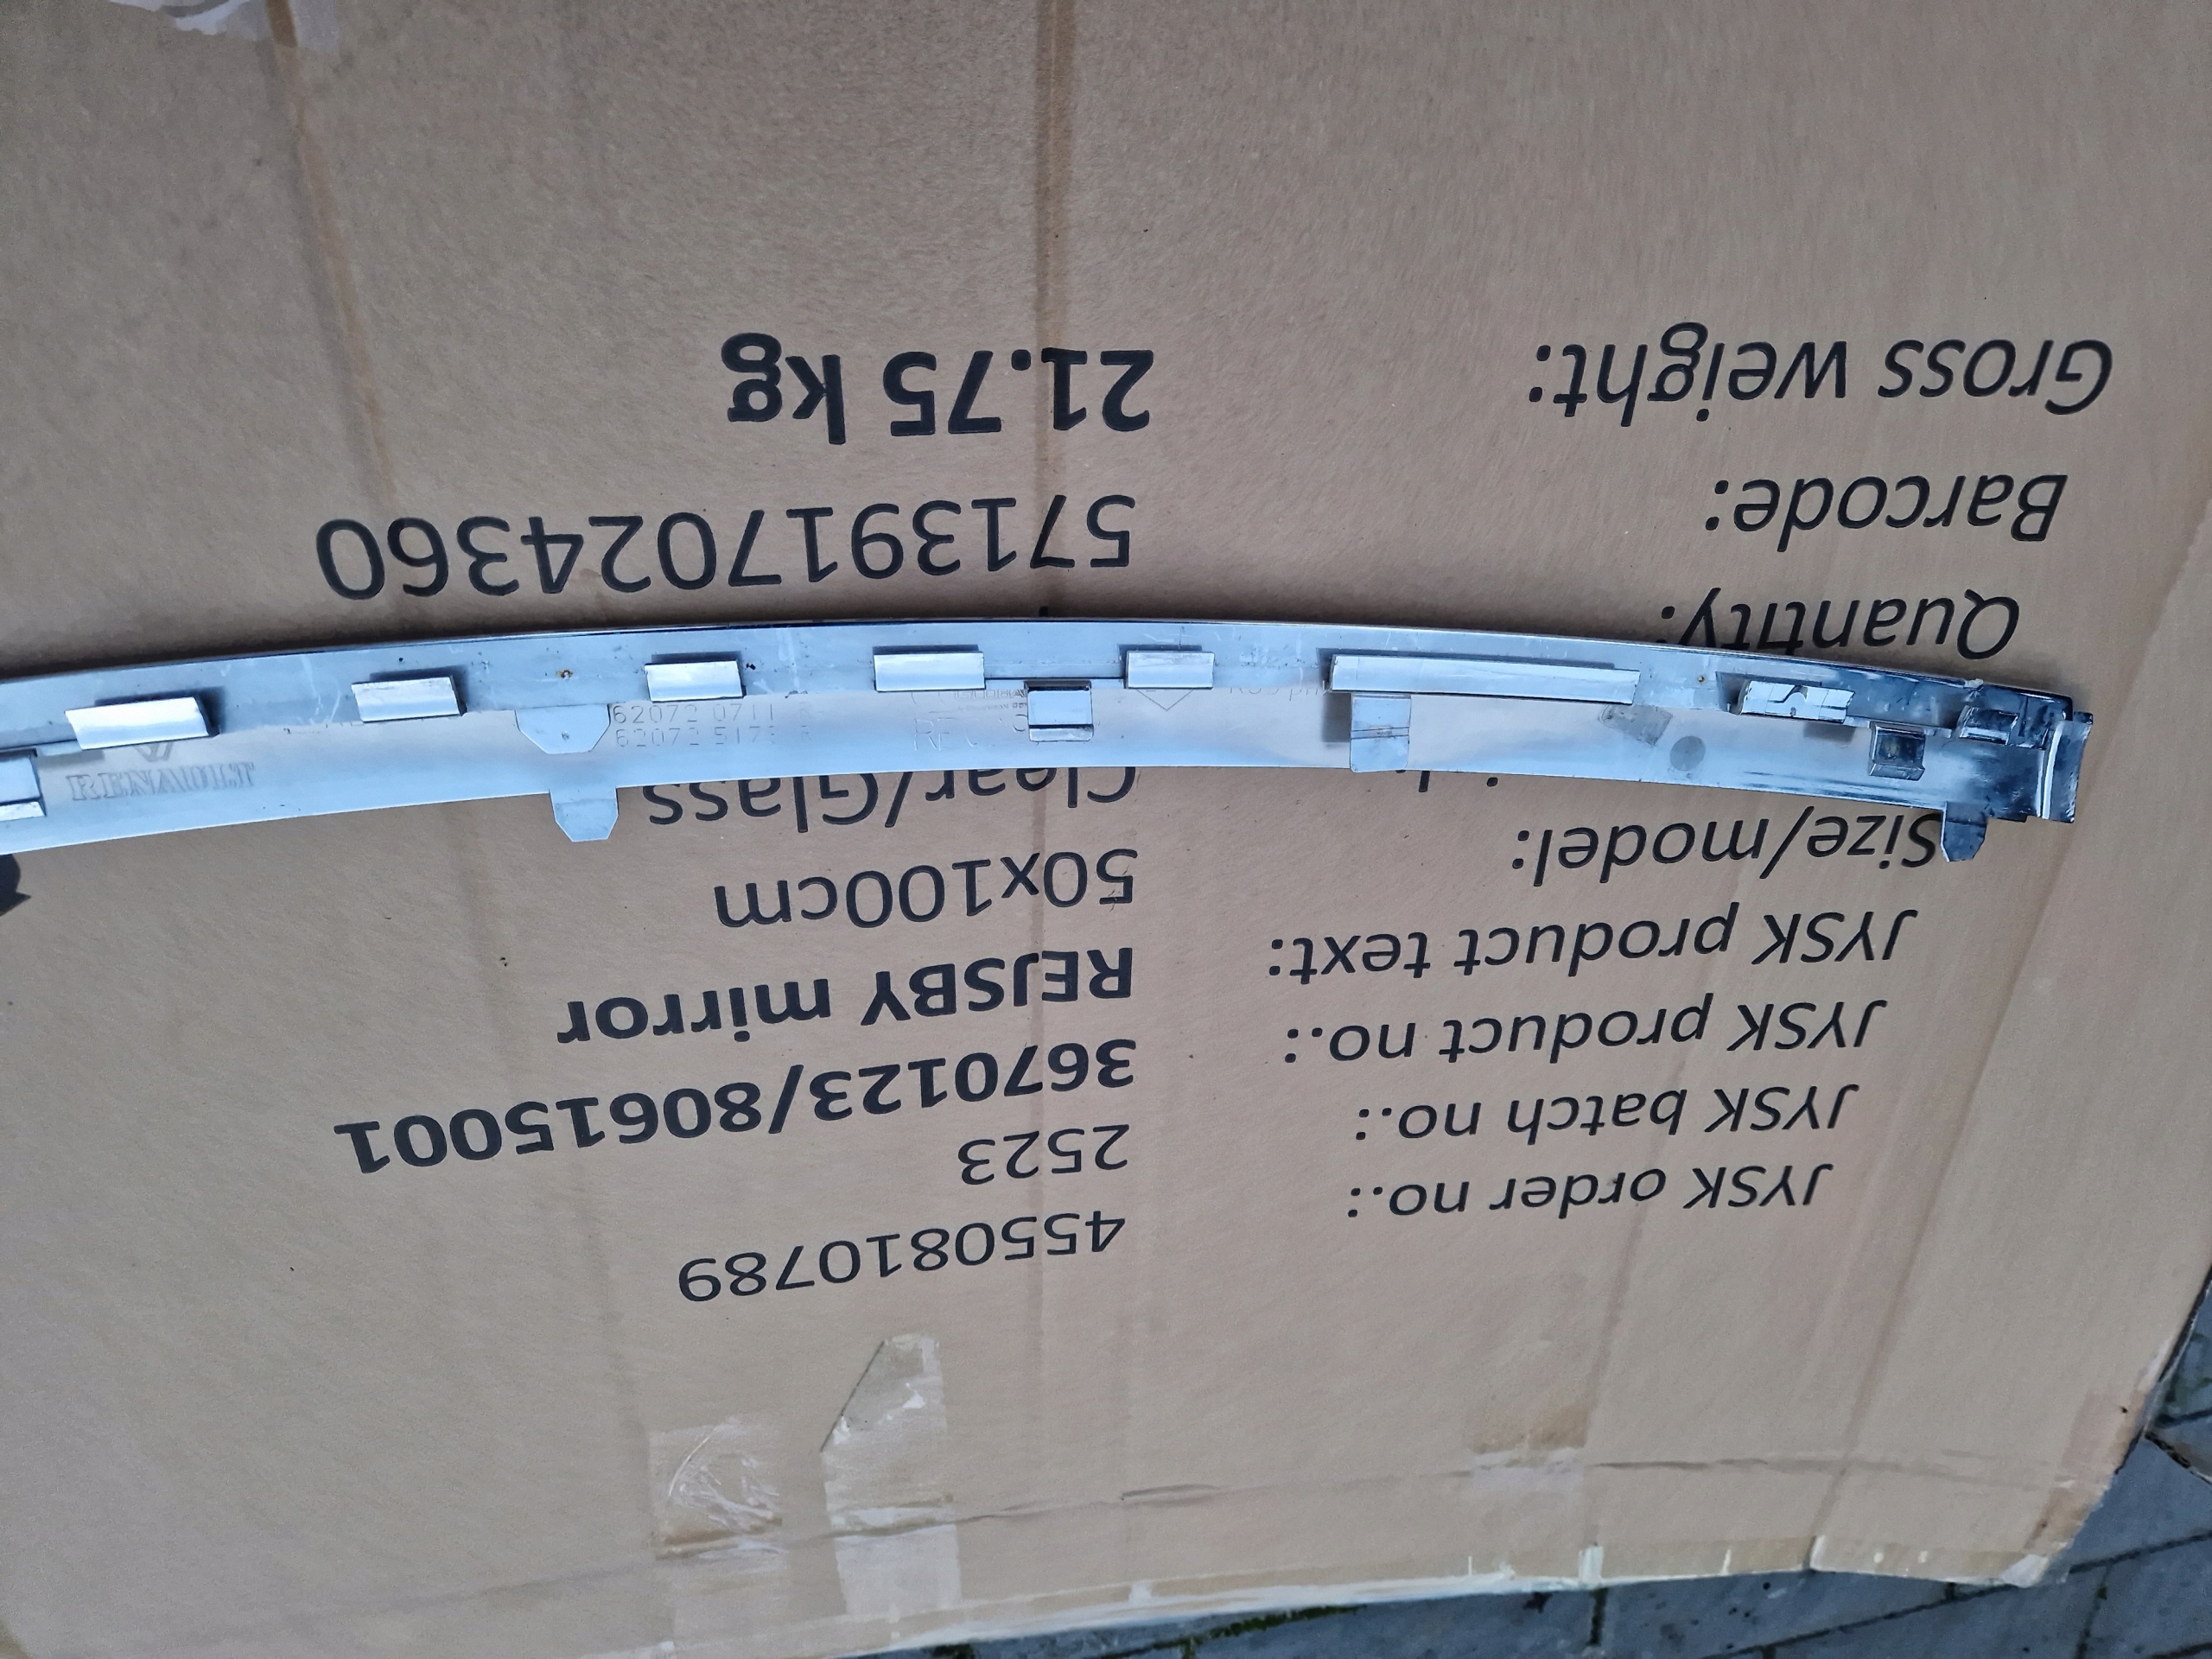 JYSK order no.: 4550810789
JYSK batch no.: 2523
JYSK product no.: 3670123/80615001
JYSK product text: REJSBY mirror
Size/model: 50x100cm
Clear/Glass
Quantity:
Barcode: 5713917024360
Gross weight: 21.75 kg
RENAULT
62072 0711
62072